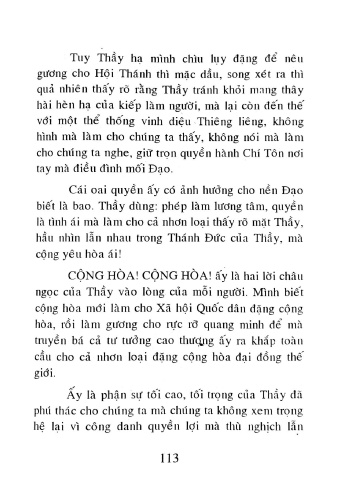 Tuy Thầy hạ mình chìu luỵ đặng để nêu
gương cho Hội Thánh thì mặc dầu, song xét ra thì
quả nhiên thấy rõ rằng Thầy tránh khỏi mang thây
hài hèn hạ của kiếp làm người, mà lại còn đến thế
với một thể thống vinh diệu Thiêng liêng, không
hình mà làm cho chúng ta thấy, không nói mà làm
cho chúng ta nghe, giữ trọn quyền hành Chí Tôn nơi
tay mà điều đình mối Đạo.
Cái oai quyền ấy có ảnh hưởng cho nền Đạo
biết là bao. Thầy dùng: phép làm lương tâm, quyền
là tình ái mà làm cho cả nhơn loại thấy rõ mặt Thầy,
hầu nhìn lẫn nhau trong Thánh Đức của Thầy, mà
cộng yêu hòa ái!
CỘNG HÒA! CỘNG HÒA! ấy là hai lời châu
ngọc của Thầy vào lòng của mỗi người. Mình biết
cộng hòa mới làm cho Xã hội Quốc dân đặng cộng
hòa, rồi làm gương cho rực rỡ quang minh để mà
truyền bá cả tư tưởng cao thượng ấy ra khắp toàn
cầu cho cả nhơn loại đặng cộng hòa đại đồng thế
giới.
Ấy là phận sự tối cao, tối trọng của Thầy đã
phú thác cho chúng ta mà chúng ta không xem trọng
hệ lại vì công danh quyền lợi mà thù nghịch lẫn
113